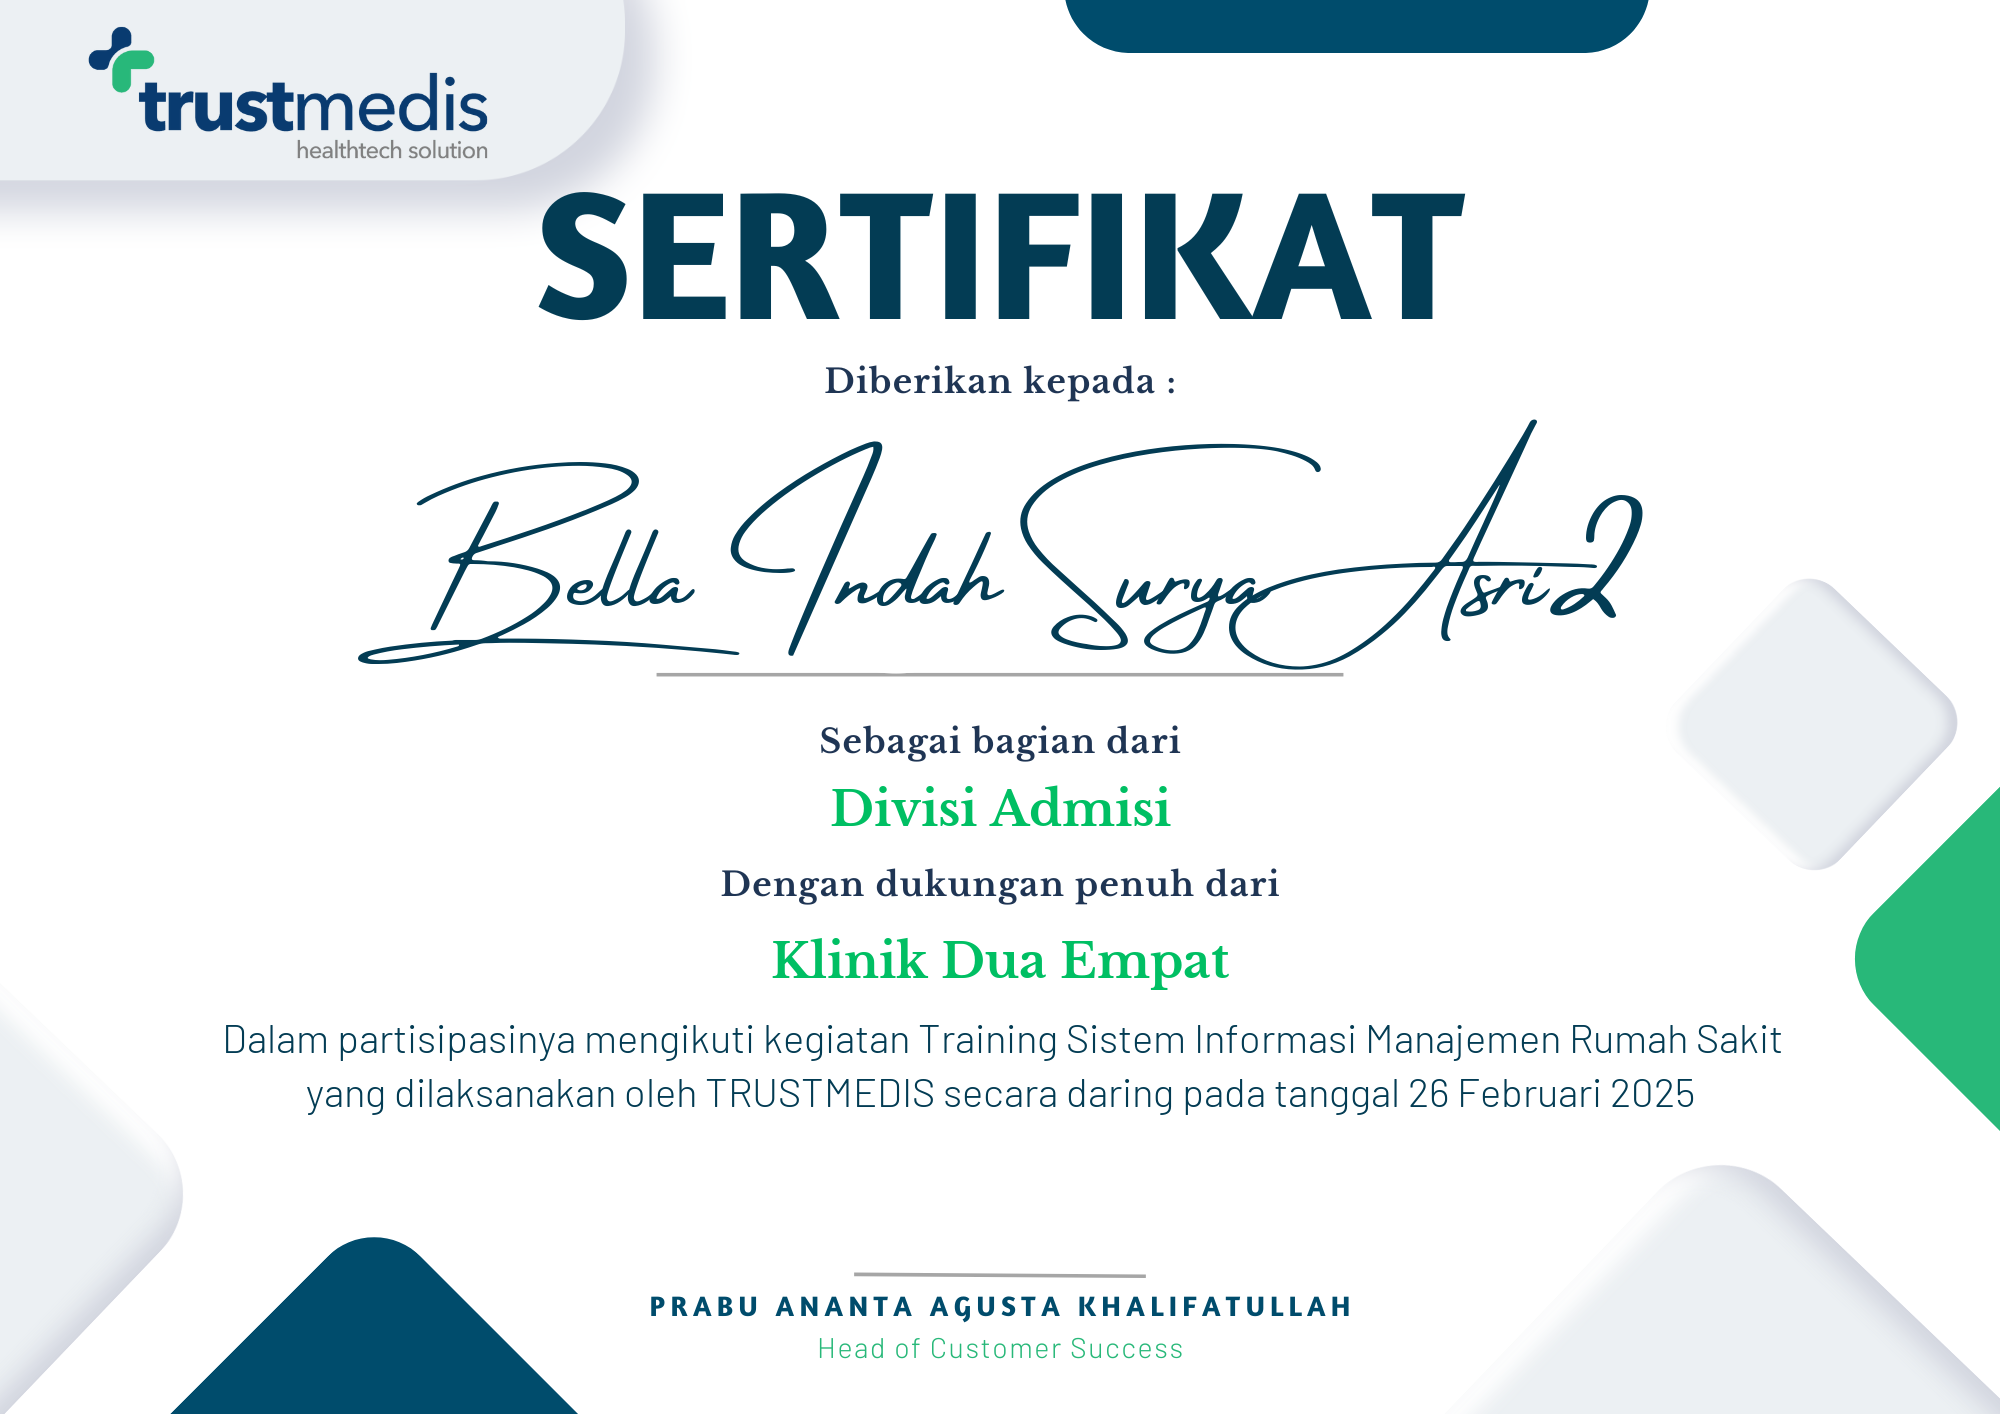 trustmedis
healthtech solution
SERTIFIKAT
Diberikan kepada :
Bella Indah Surya Asri 2
Sebagai bagian dari
Divisi Admisi
Dengan dukungan penuh dari
Klinik Dua Empat
Dalam partisipasinya mengikuti kegiatan Training Sistem Informasi Manajemen Rumah Sakit
yang dilaksanakan oleh TRUSTMEDIS secara daring pada tanggal 26 Februari 2025
PRABU ANANTA AGUSTA KHALIFATULLAH
Head of Customer Success